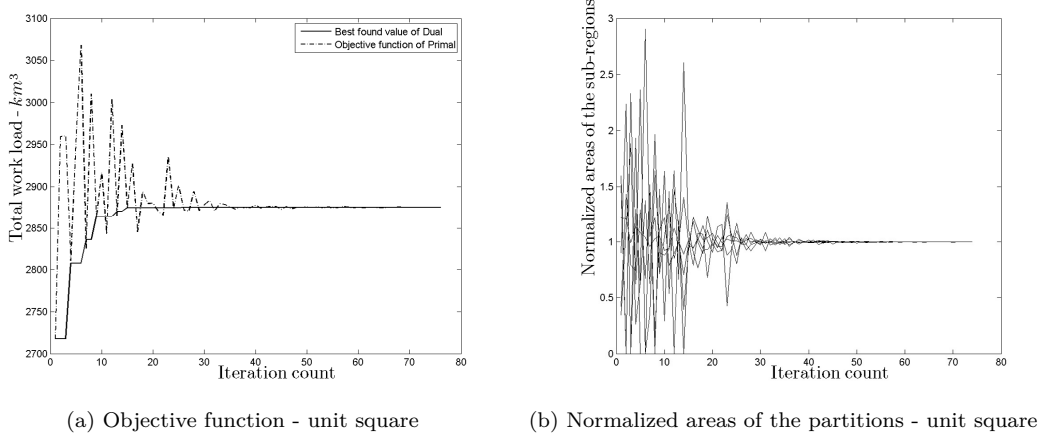 3100
3050
3000
2950
2900
2850
2800
2750
2700
Total work load - km³
0 10 20 30 40 50 60 70 80
Iteration count
Best found value of Dual
Objective function of Primal
(a) Objective function - unit square
3
2.5
2
1.5
1
0.5
0
Normalized areas of the sub-regions
0 10 20 30 40 50 60 70 80
Iteration count
(b) Normalized areas of the partitions - unit square